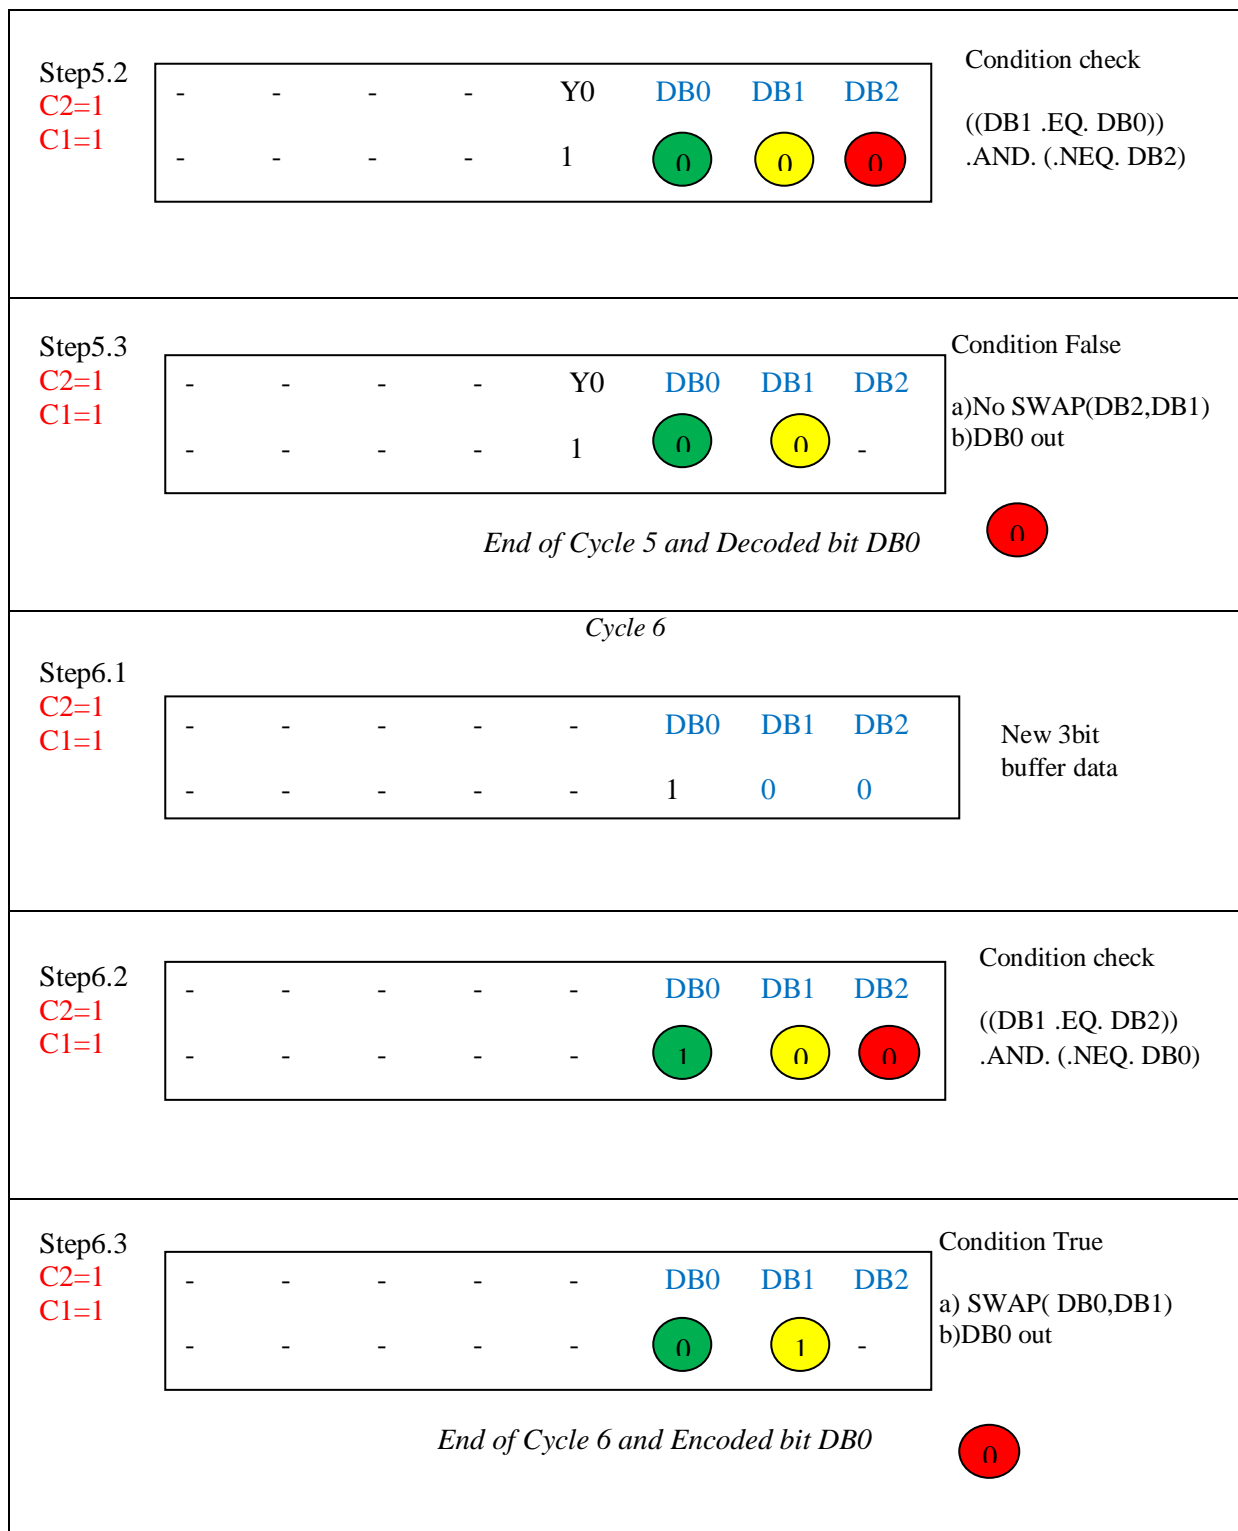 Step5.2
C2=1
C1=1
- - - - Y0 DB0 DB1 DB2
- - - - 1 0 0 0
Condition check
((DB1 .EQ. DB0))
.AND. (.NEQ. DB2)
Step5.3
C2=1
C1=1
- - - - Y0 DB0 DB1 DB2
- - - - 1 0 0 -
Condition False
a)No SWAP(DB2,DB1)
b)DB0 out
End of Cycle 5 and Decoded bit DB0 0
Cycle 6
Step6.1
C2=1
C1=1
- - - - - DB0 DB1 DB2
- - - - - 1 0 0
New 3bit
buffer data
Step6.2
C2=1
C1=1
- - - - - DB0 DB1 DB2
- - - - - 1 0 0
Condition check
((DB1 .EQ. DB2))
.AND. (.NEQ. DB0)
Step6.3
C2=1
C1=1
- - - - - DB0 DB1 DB2
- - - - - 0 1 -
Condition True
a) SWAP( DB0,DB1)
b)DB0 out
End of Cycle 6 and Encoded bit DB0 0